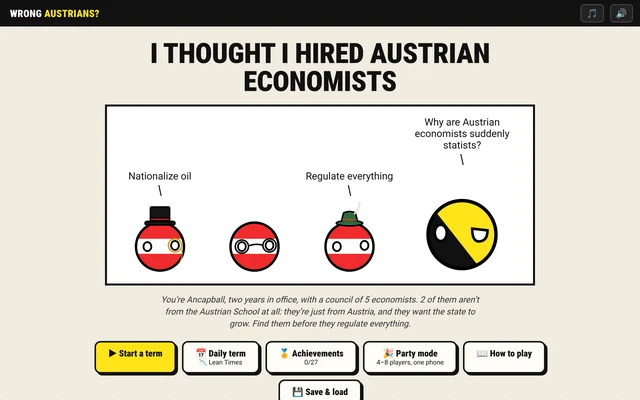 WRONG AUSTRIANS?
I THOUGHT I HIRED AUSTRIAN
ECONOMISTS
Why are Austrian
economists suddenly
statists?
Nationalize oil
Regulate everything
You're Ancapball, two years in office, with a council of 5 economists. 2 of them aren't
from the Austrian School at all: they're just from Austria, and they want the state to
grow. Find them before they regulate everything.
▶ Start a term
📅 Daily term
📉 Lean Times
🏅 Achievements
0/27
🎉 Party mode
4–8 players, one phone
📖 How to play
💾 Save & load